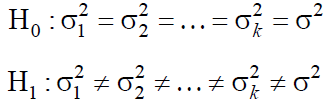 H₀ : σ₁² = σ₂² = … = σₖ² = σ²
H₁ : σ₁² ≠ σ₂² ≠ … ≠ σₖ² ≠ σ²